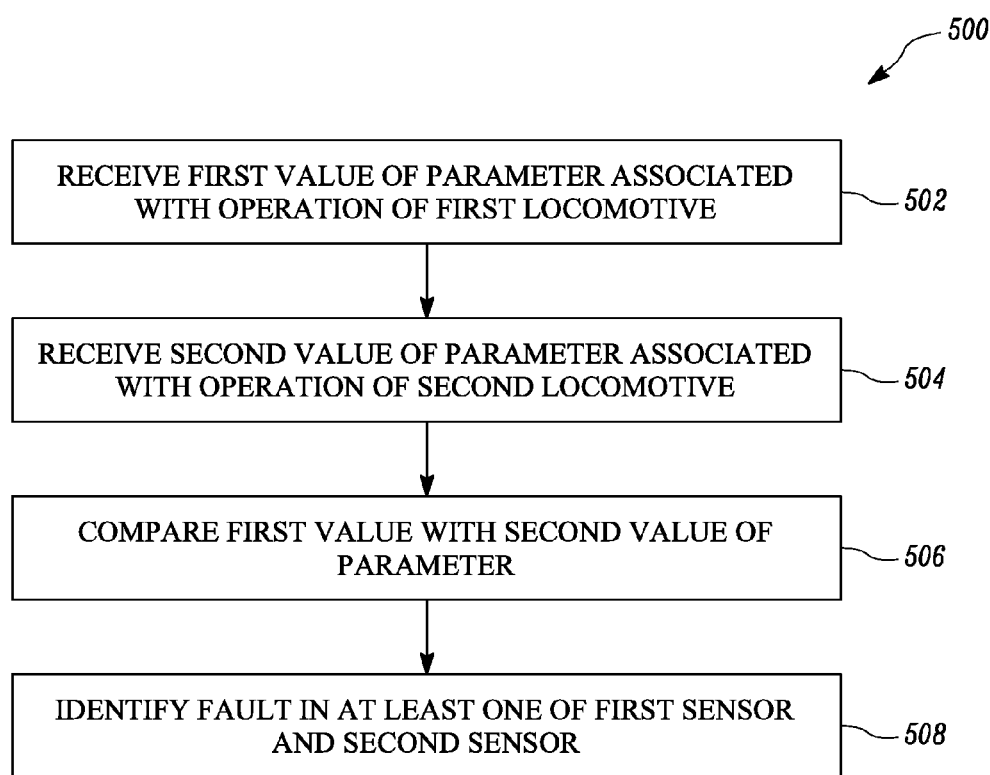 500
RECEIVE FIRST VALUE OF PARAMETER ASSOCIATED
WITH OPERATION OF FIRST LOCOMOTIVE
502
RECEIVE SECOND VALUE OF PARAMETER ASSOCIATED
WITH OPERATION OF SECOND LOCOMOTIVE
504
COMPARE FIRST VALUE WITH SECOND VALUE OF
PARAMETER
506
IDENTIFY FAULT IN AT LEAST ONE OF FIRST SENSOR
AND SECOND SENSOR
508